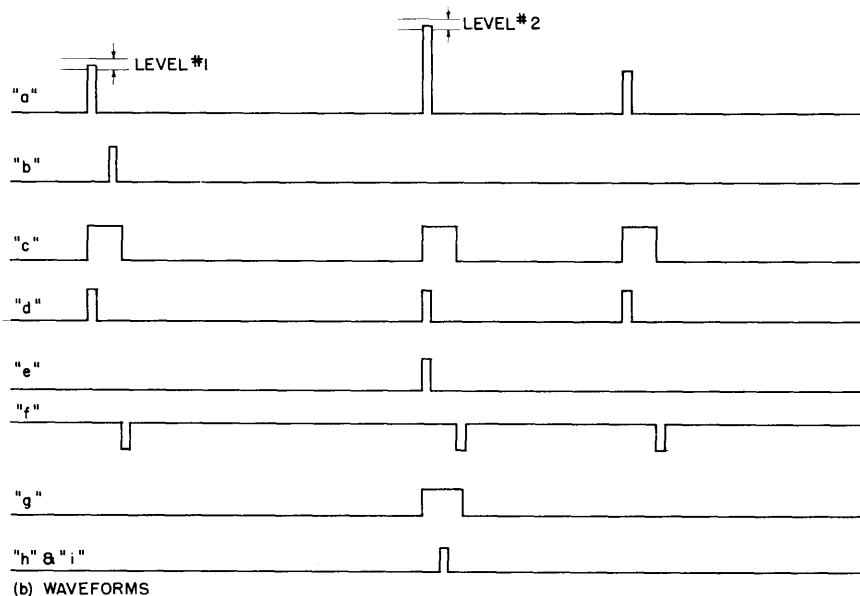 LEVEL #2
LEVEL #1
"a"
"b"
"c"
"d"
"e"
"f"
"g"
"h" & "i"
(b) WAVEFORMS